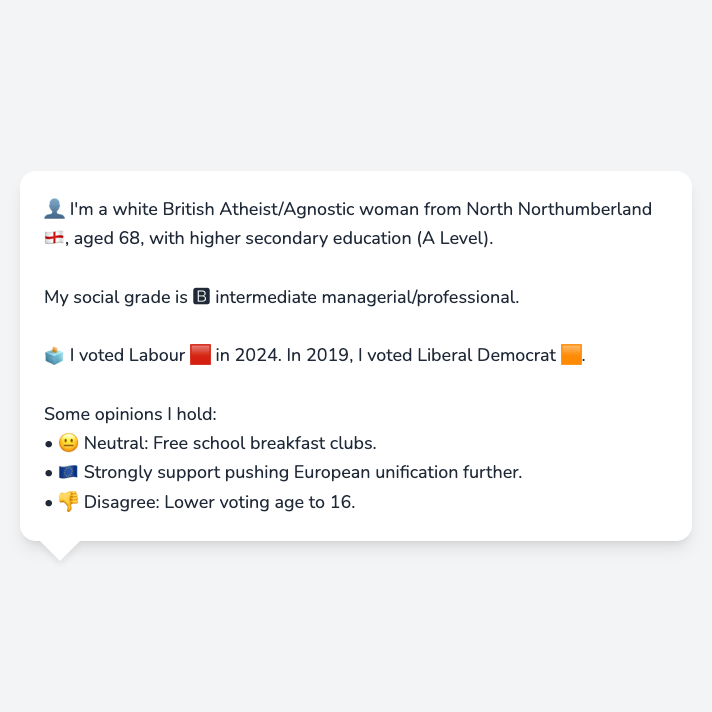 👤 I'm a white British Atheist/Agnostic woman from North Northumberland
🏴󠁧󠁢󠁥󠁮󠁧󠁿, aged 68, with higher secondary education (A Level).
My social grade is 🅱 intermediate managerial/professional.
🗳️ I voted Labour 🟥 in 2024. In 2019, I voted Liberal Democrat 🟧.
Some opinions I hold:
• 😐 Neutral: Free school breakfast clubs.
• 🇪🇺 Strongly support pushing European unification further.
• 👎 Disagree: Lower voting age to 16.